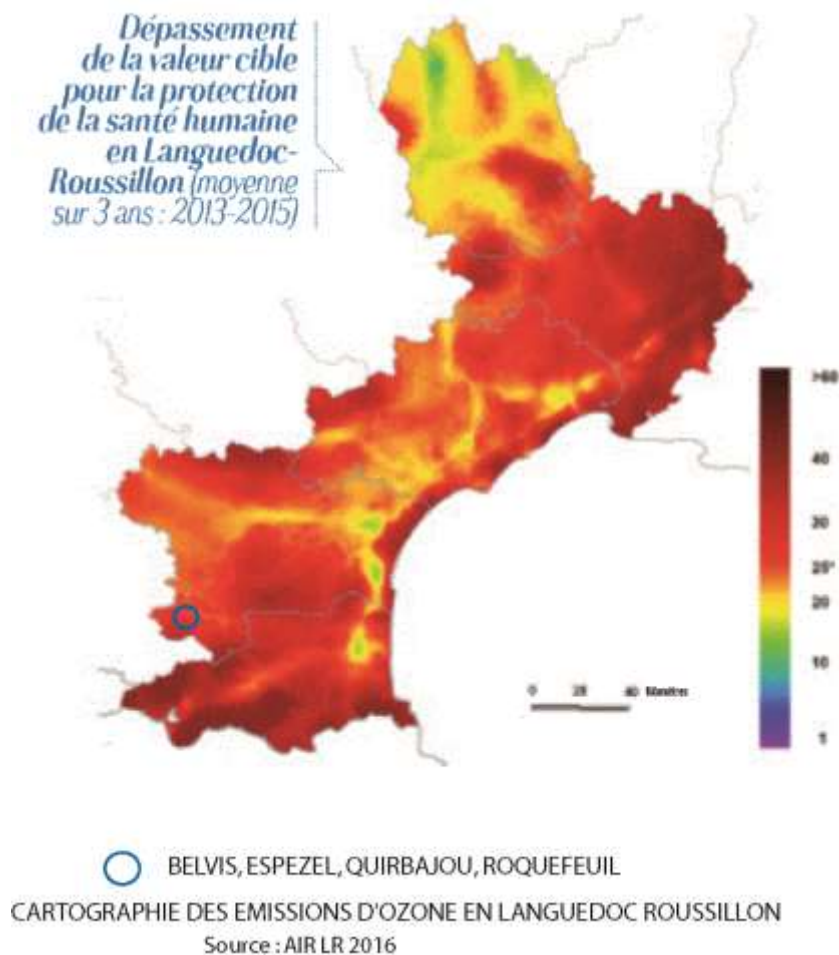 Dépassement
de la valeur cible
pour la protection
de la santé humaine
en Languedoc-
Roussillon (moyenne
sur 3 ans : 2013-2015)
>60
40
30
25*
20
10
1
0 20 40
BELVIS, ESPEZEL, QUIRBAJOU, ROQUEFEUIL
CARTOGRAPHIE DES EMISSIONS D'OZONE EN LANGUEDOC ROUSSILLON
Source : AIR LR 2016